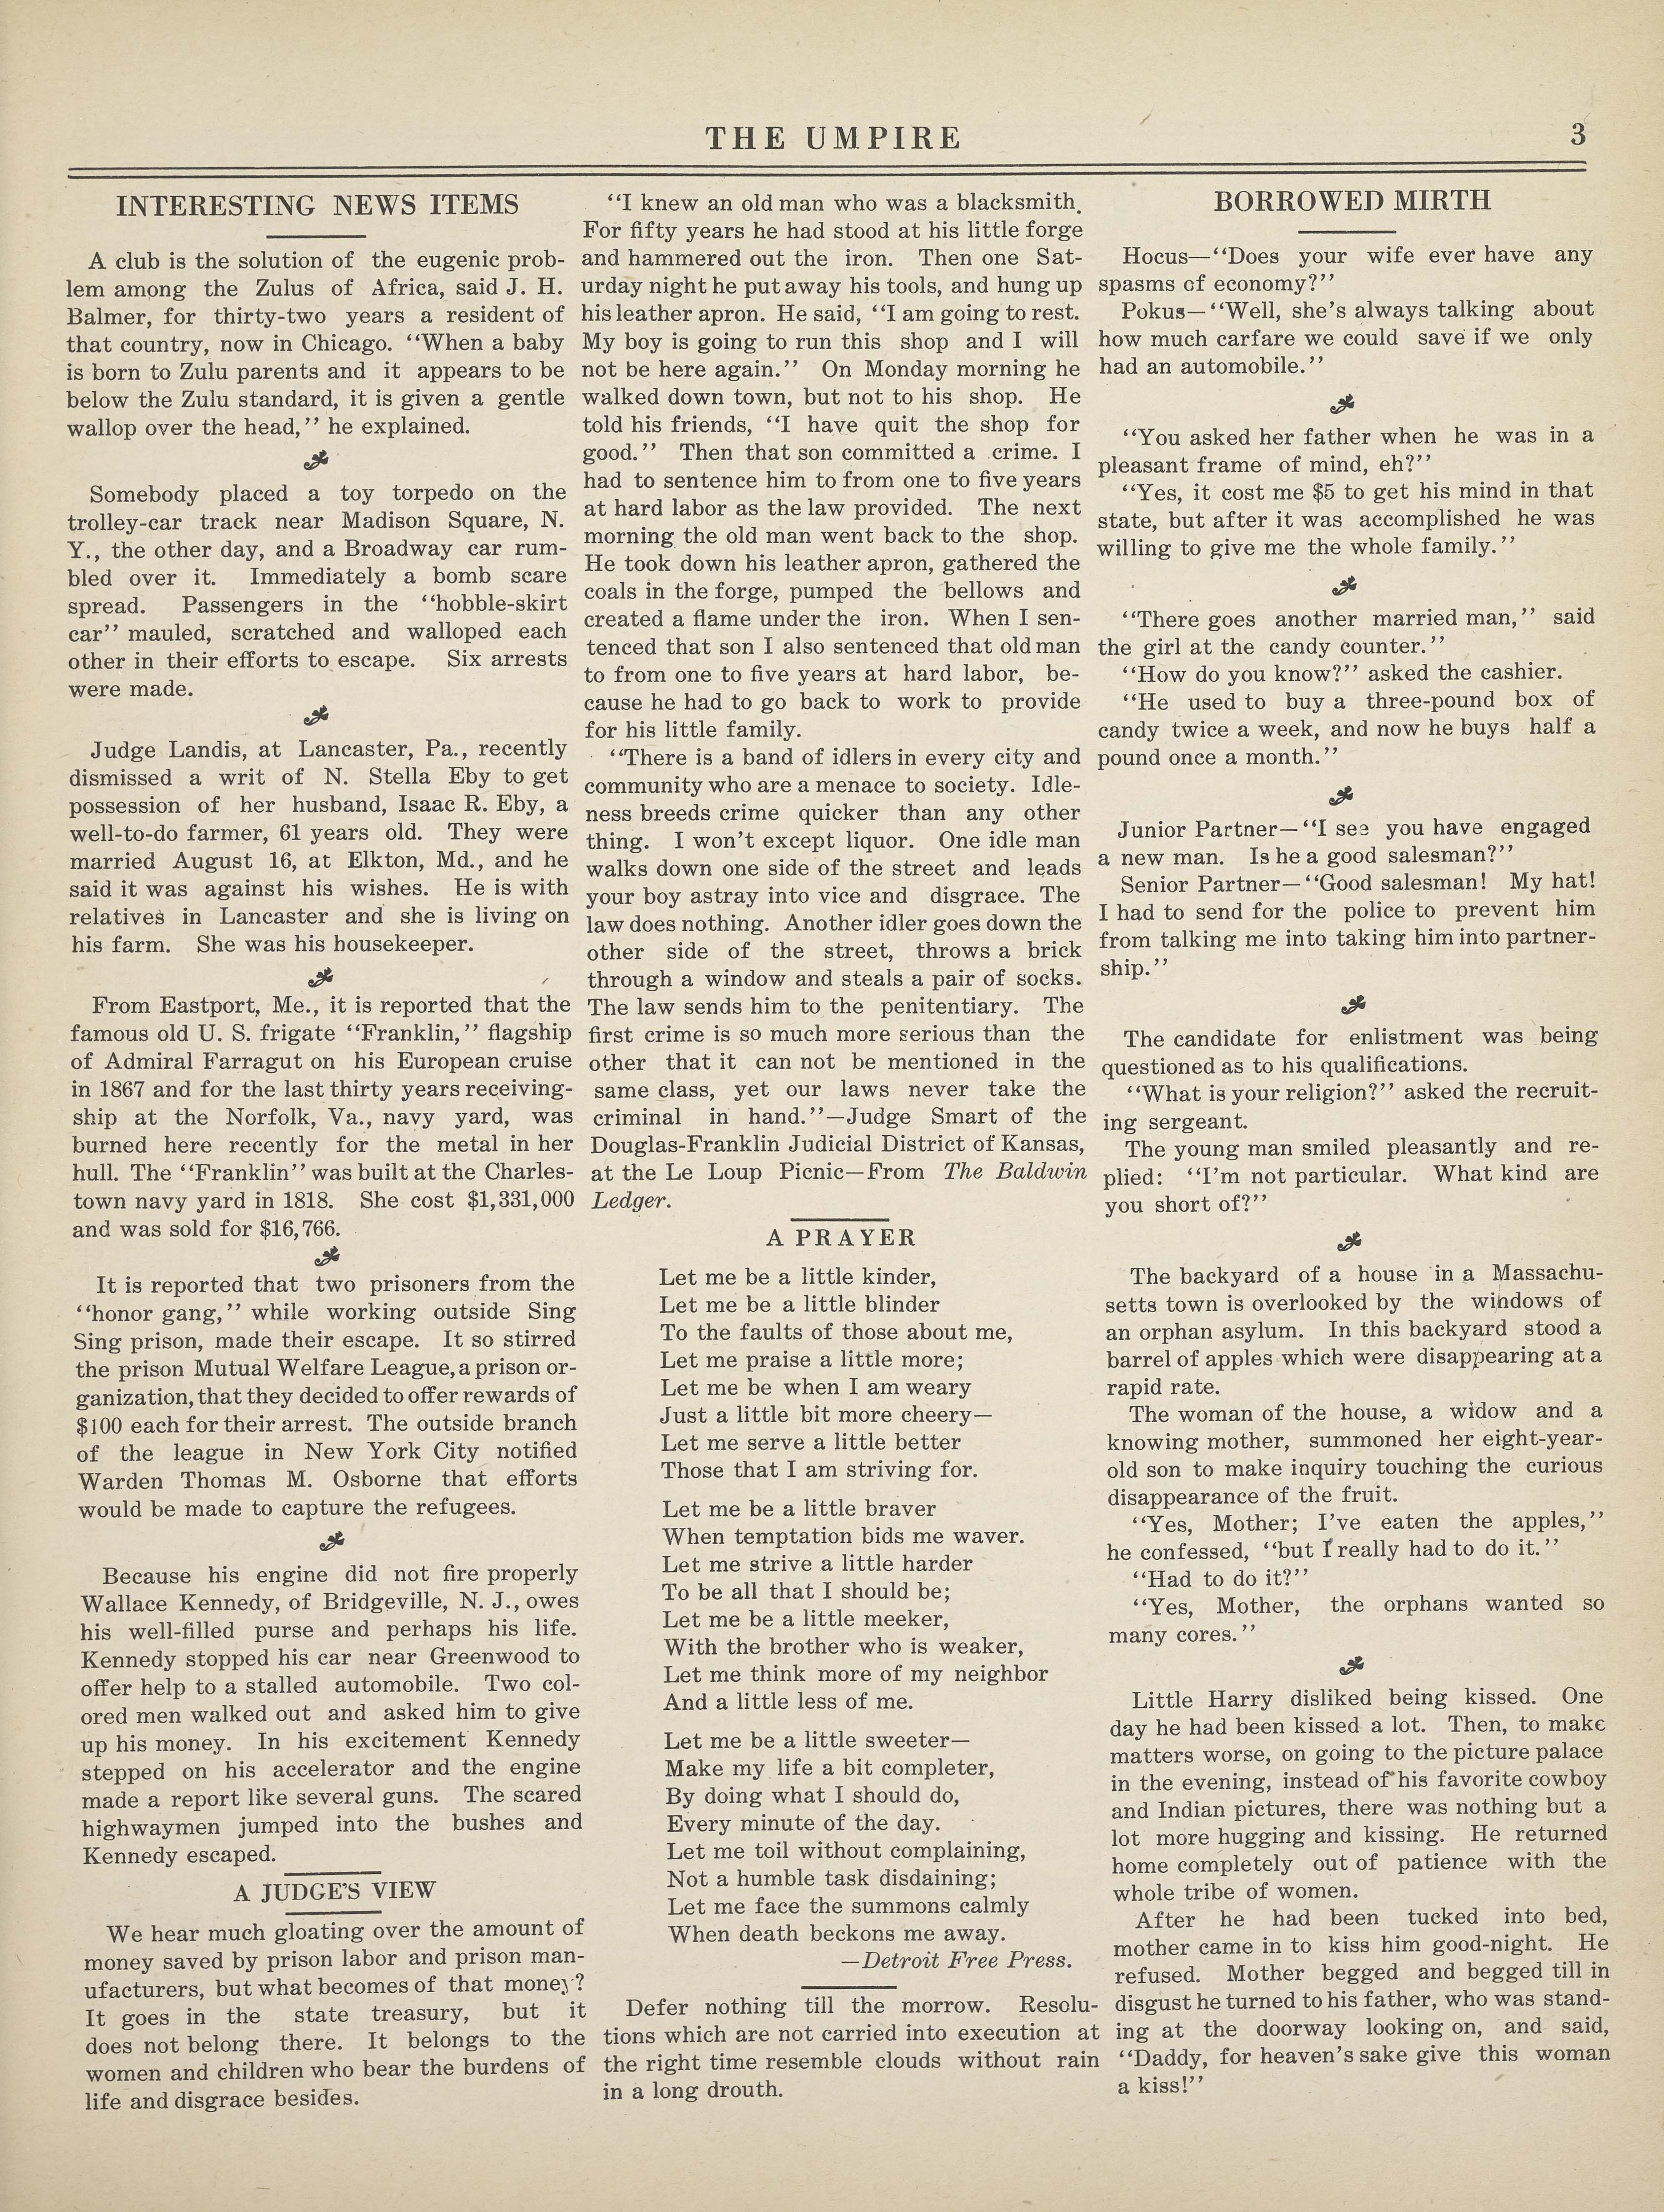 THE UMPIRE
3
INTERESTING NEWS ITEMS
A club is the solution of the eugenic prob-
lem among the Zulus of Africa, said J. H.
Balmer, for thirty-two years a resident of
that country, now in Chicago. "When a baby
is born to Zulu parents and it appears to be
below the Zulu standard, it is given a gentle
wallop over the head," he explained.
Somebody placed a toy torpedo on the
trolley-car track near Madison Square, N.
Y., the other day, and a Broadway car rum-
bled over it. Immediately a bomb scare
spread. Passengers in the "hobble-skirt
car" mauled, scratched and walloped each
other in their efforts to escape. Six arrests
were made.
Judge Landis, at Lancaster, Pa., recently
dismissed a writ of N. Stella Eby to get
possession of her husband, Isaac R. Eby, a
well-to-do farmer, 61 years old. They were
married August 16, at Elkton, Md., and he
said it was against his wishes. He is with
relatives in Lancaster and she is living on
his farm. She was his housekeeper.
From Eastport, Me., it is reported that the
famous old U. S. frigate "Franklin," flagship
of Admiral Farragut on his European cruise
in 1867 and for the last thirty years receiving-
ship at the Norfolk, Va., navy yard, was
burned here recently for the metal in her
hull. The "Franklin" was built at the Charles-
town navy yard in 1818. She cost $1,331,000
and was sold for $16,766.
It is reported that two prisoners from the
"honor gang," while working outside Sing
Sing prison, made their escape. It so stirred
the prison Mutual Welfare League, a prison or-
ganization, that they decided to offer rewards of
$100 each for their arrest. The outside branch
of the league in New York City notified
Warden Thomas M. Osborne that efforts
would be made to capture the refugees.
Because his engine did not fire properly
Wallace Kennedy, of Bridgeville, N. J., owes
his well-filled purse and perhaps his life.
Kennedy stopped his car near Greenwood to
offer help to a stalled automobile. Two col-
ored men walked out and asked him to give
up his money. In his excitement Kennedy
stepped on his accelerator and the engine
made a report like several guns. The scared
highwaymen jumped into the bushes and
Kennedy escaped.
A JUDGE'S VIEW
We hear much gloating over the amount of
money saved by prison labor and prison man-
ufacturers, but what becomes of that money?
It goes in the state treasury, but it
does not belong there. It belongs to the
women and children who bear the burdens of
life and disgrace besides.
"I knew an old man who was a blacksmith.
For fifty years he had stood at his little forge
and hammered out the iron. Then one Sat-
urday night he put away his tools, and hung up
his leather apron. He said, "I am going to rest.
My boy is going to run this shop and I will
not be here again." On Monday morning he
walked down town, but not to his shop. He
told his friends, "I have quit the shop for
good." Then that son committed a crime. I
had to sentence him to from one to five years
at hard labor as the law provided. The next
morning the old man went back to the shop.
He took down his leather apron, gathered the
coals in the forge, pumped the bellows and
created a flame under the iron. When I sen-
tenced that son I also sentenced that old man
to from one to five years at hard labor, be-
cause he had to go back to work to provide
for his little family.
"There is a band of idlers in every city and
community who are a menace to society. Idle-
ness breeds crime quicker than any other
thing. I won't except liquor. One idle man
walks down one side of the street and leads
your boy astray into vice and disgrace. The
law does nothing. Another idler goes down the
other side of the street, throws a brick
through a window and steals a pair of socks.
The law sends him to the penitentiary. The
first crime is so much more serious than the
other that it can not be mentioned in the
same class, yet our laws never take the
criminal in hand."—Judge Smart of the
Douglas-Franklin Judicial District of Kansas,
at the Le Loup Picnic—From The Baldwin
Ledger.
A PRAYER
Let me be a little kinder,
Let me be a little blinder
To the faults of those about me,
Let me praise a little more;
Let me be when I am weary
Just a little bit more cheery—
Let me serve a little better
Those that I am striving for.
Let me be a little braver
When temptation bids me waver.
Let me strive a little harder
To be all that I should be;
Let me be a little meeker,
With the brother who is weaker,
Let me think more of my neighbor
And a little less of me.
Let me be a little sweeter—
Make my life a bit completer,
By doing what I should do,
Every minute of the day.
Let me toil without complaining,
Not a humble task disdaining;
Let me face the summons calmly
When death beckons me away.
—Detroit Free Press.
Defer nothing till the morrow. Resolu-
tions which are not carried into execution at
the right time resemble clouds without rain
in a long drouth.
BORROWED MIRTH
Hocus—"Does your wife ever have any
spasms of economy?"
Pokus—"Well, she's always talking about
how much carfare we could save if we only
had an automobile."
"You asked her father when he was in a
pleasant frame of mind, eh?"
"Yes, it cost me $5 to get his mind in that
state, but after it was accomplished he was
willing to give me the whole family."
"There goes another married man," said
the girl at the candy counter."
"How do you know?" asked the cashier.
"He used to buy a three-pound box of
candy twice a week, and now he buys half a
pound once a month."
Junior Partner—"I see you have engaged
a new man. Is he a good salesman?"
Senior Partner—"Good salesman! My hat!
I had to send for the police to prevent him
from talking me into taking him into partner-
ship."
The candidate for enlistment was being
questioned as to his qualifications.
"What is your religion?" asked the recruit-
ing sergeant.
The young man smiled pleasantly and re-
plied: "I'm not particular. What kind are
you short of?"
The backyard of a house in a Massachu-
setts town is overlooked by the windows of
an orphan asylum. In this backyard stood a
barrel of apples which were disappearing at a
rapid rate.
The woman of the house, a widow and a
knowing mother, summoned her eight-year-
old son to make inquiry touching the curious
disappearance of the fruit.
"Yes, Mother; I've eaten the apples,"
he confessed, "but I really had to do it."
"Had to do it?"
"Yes, Mother, the orphans wanted so
many cores."
Little Harry disliked being kissed. One
day he had been kissed a lot. Then, to make
matters worse, on going to the picture palace
in the evening, instead of his favorite cowboy
and Indian pictures, there was nothing but a
lot more hugging and kissing. He returned
home completely out of patience with the
whole tribe of women.
After he had been tucked into bed,
mother came in to kiss him good-night. He
refused. Mother begged and begged till in
disgust he turned to his father, who was stand-
ing at the doorway looking on, and said,
"Daddy, for heaven's sake give this woman
a kiss!"